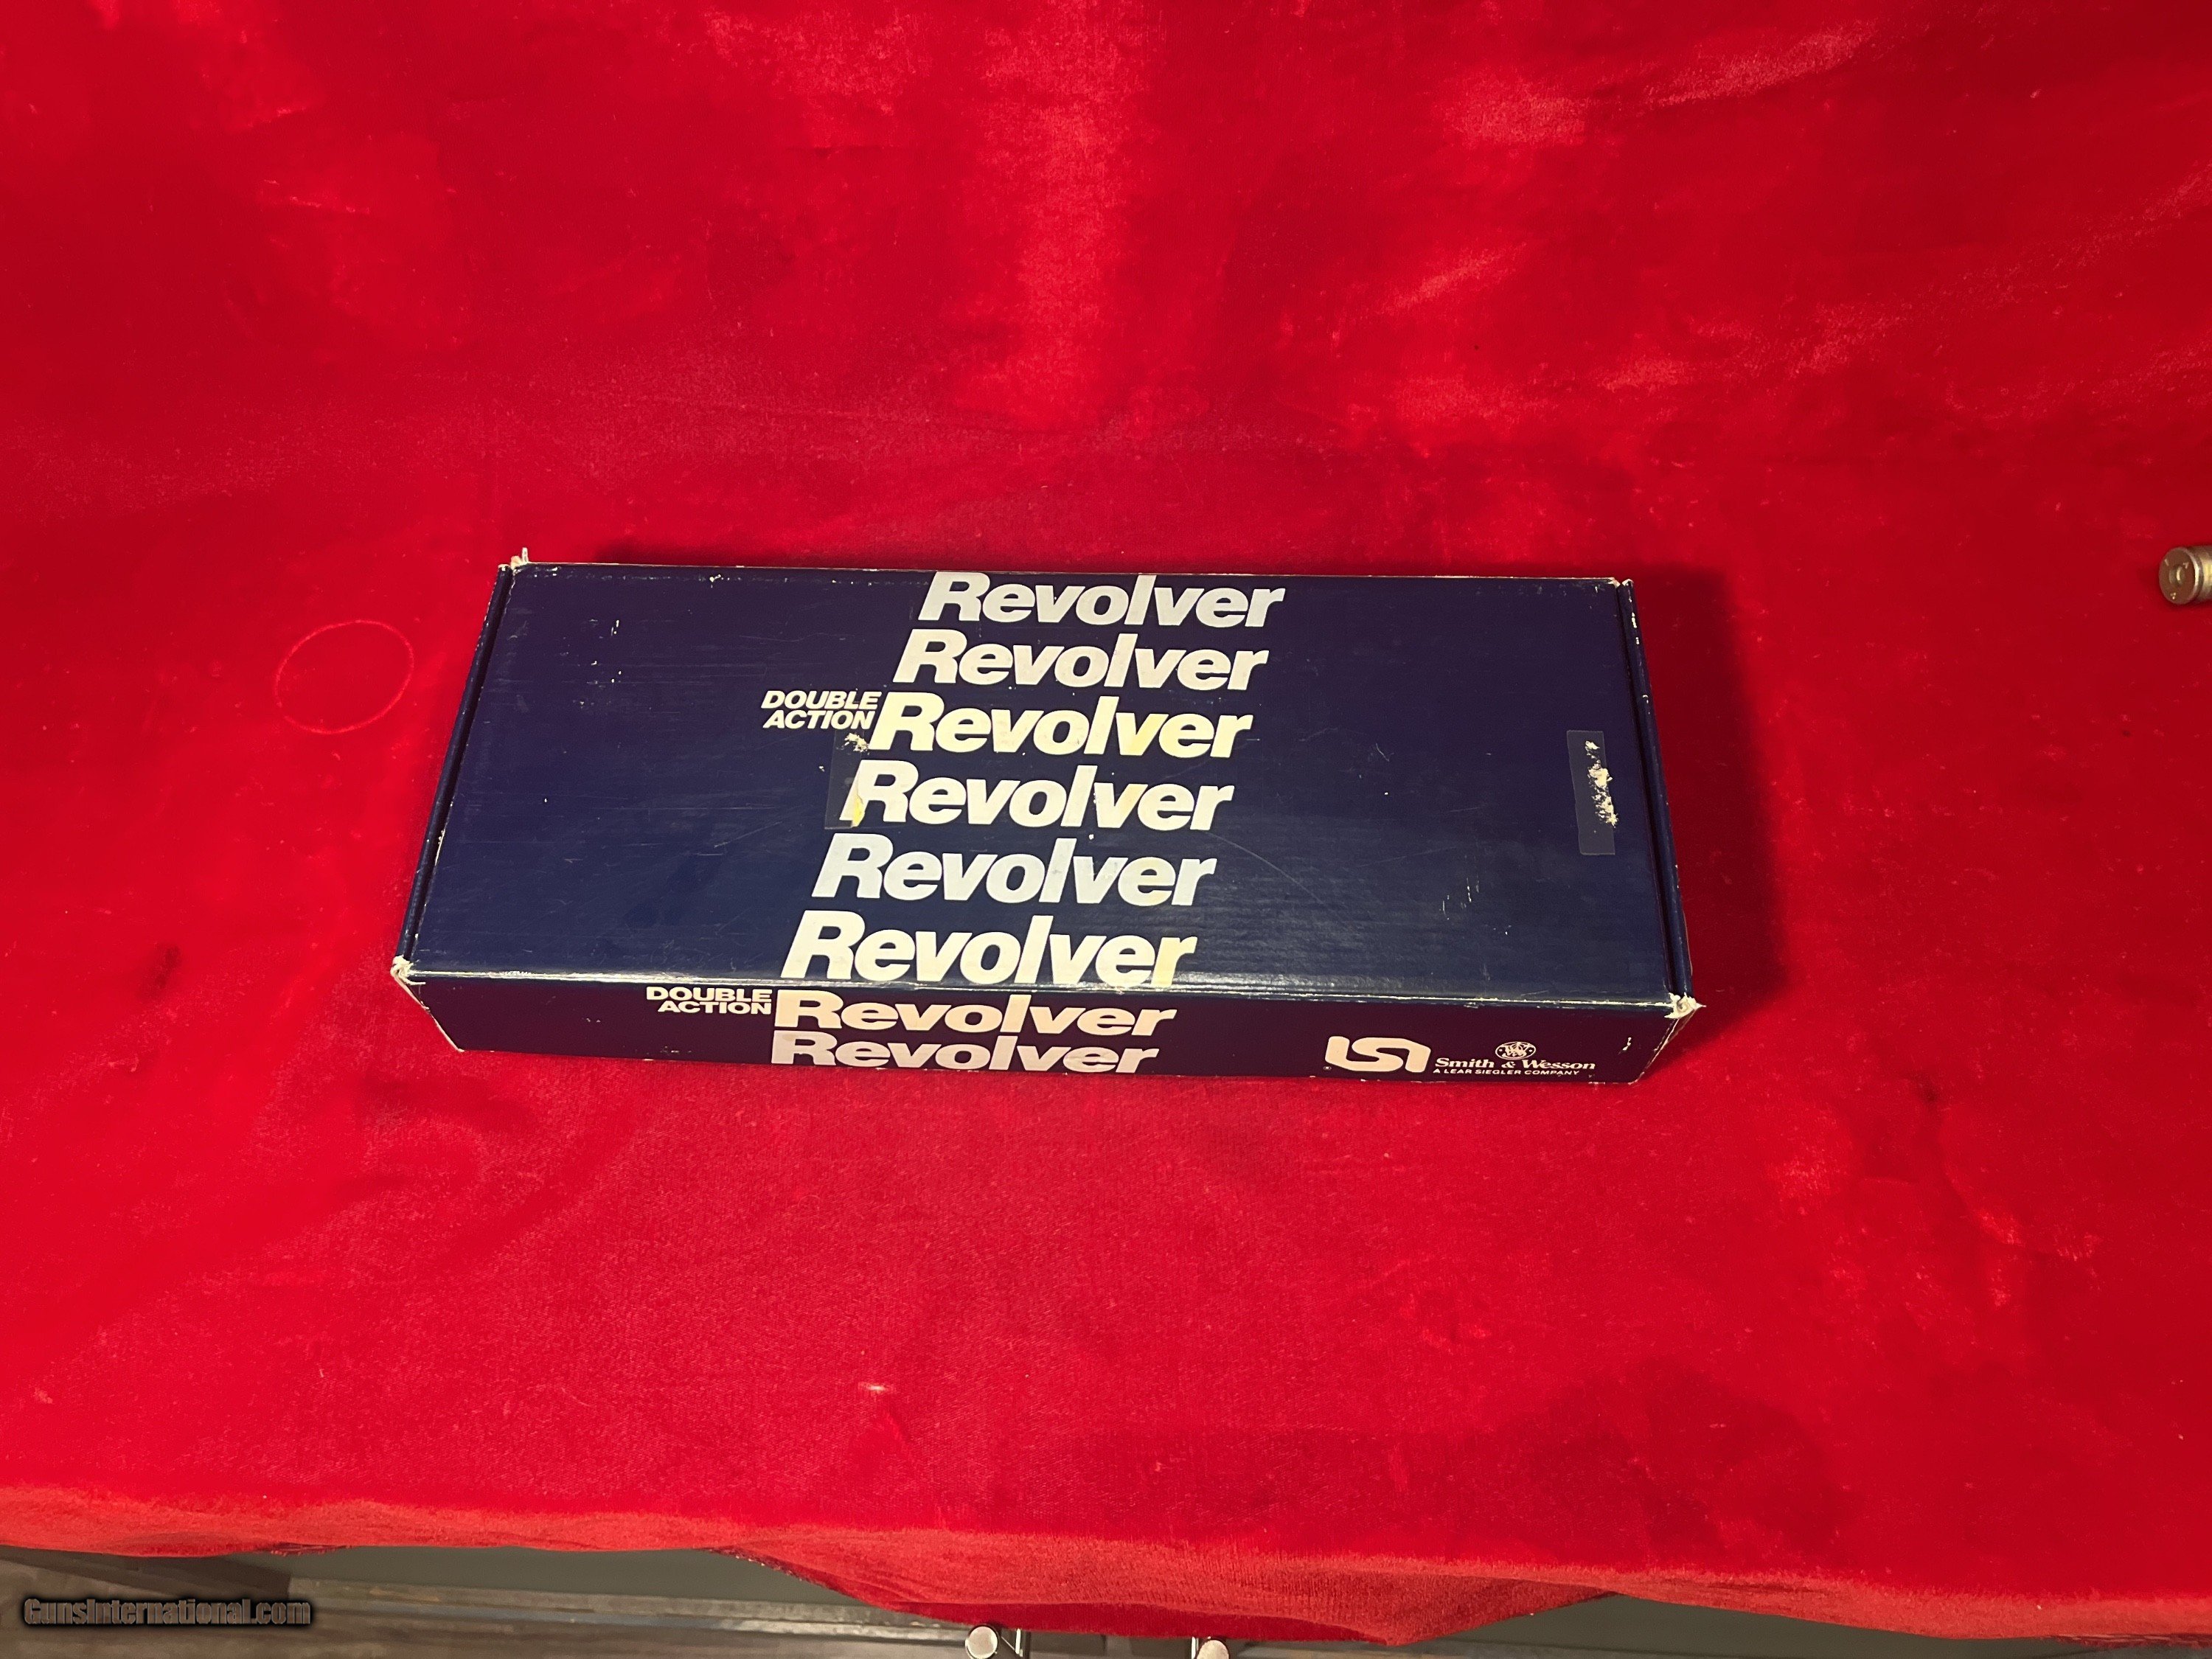 Revolver
Revolver
DOUBLE ACTION Revolver
Revolver
Revolver
Revolver
DOUBLE ACTION Revolver
Revolver
Smith & Wesson
A LEAR SIEGLER COMPANY
GunsInternational.com